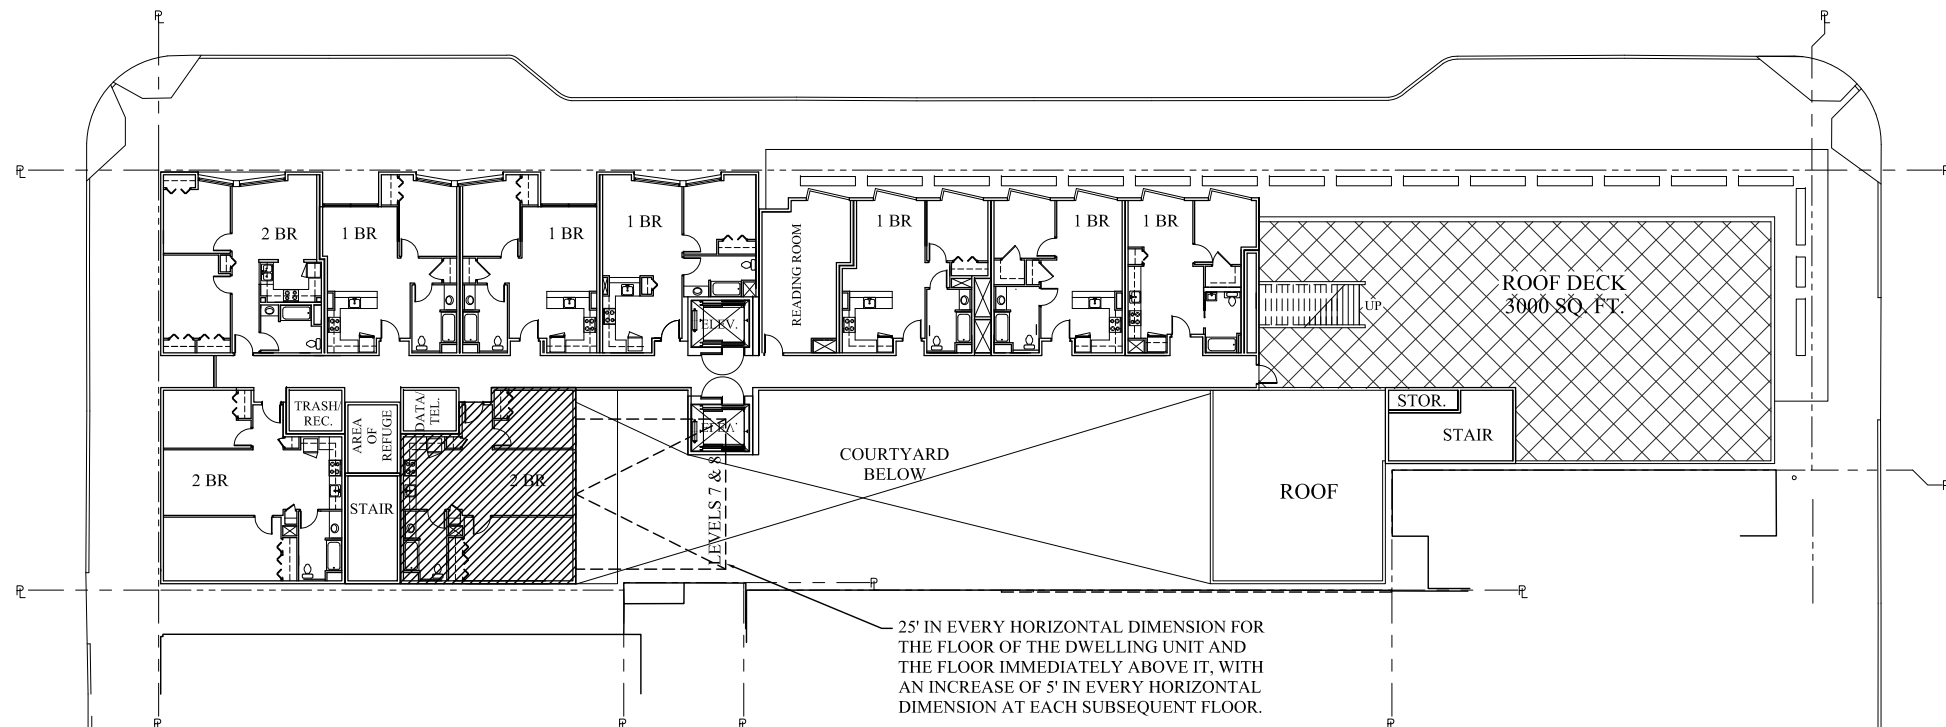 2 BR
1 BR
1 BR
1 BR
READING ROOM
1 BR
1 BR
1 BR
ROOF DECK
3000 SQ. FT.
UP
ELEV.
TRASH/
REC.
AREA
OF
REFUGE
DATA/
TEL.
ELEV.
STOR.
STAIR
2 BR
STAIR
2 BR
LEVELS 7 & 8
COURTYARD
BELOW
ROOF
25' IN EVERY HORIZONTAL DIMENSION FOR
THE FLOOR OF THE DWELLING UNIT AND
THE FLOOR IMMEDIATELY ABOVE IT, WITH
AN INCREASE OF 5' IN EVERY HORIZONTAL
DIMENSION AT EACH SUBSEQUENT FLOOR.